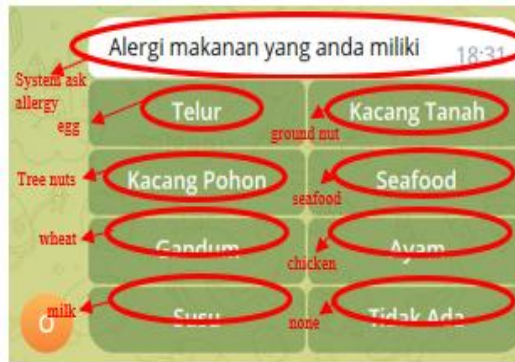 Alergi makanan yang anda miliki 18:31
System ask
allergy
egg
Telur
ground nut
Kacang Tanah
Tree nuts
Kacang Pohon
seafood
Seafood
wheat
Gandum
chicken
Ayam
milk
Susu
none
Tidak Ada
O